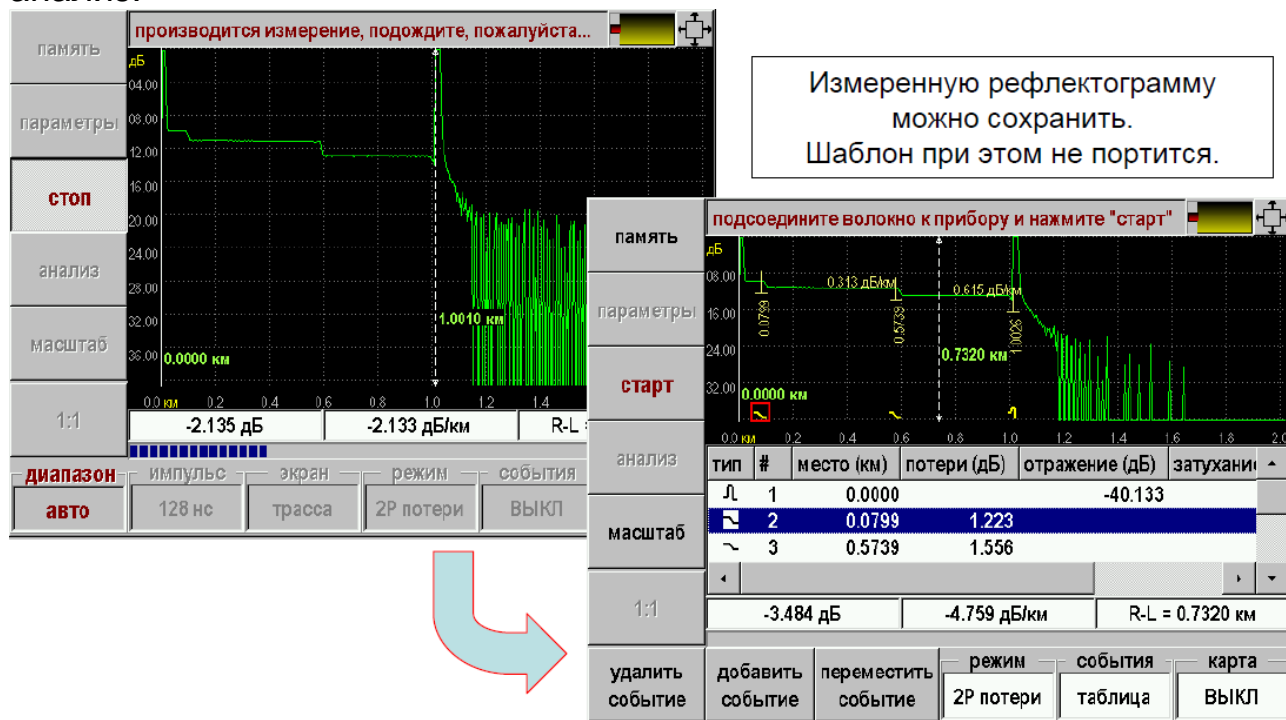 производится измерение, подождите, пожалуйста...
память
параметры
стоп
анализ
масштаб
1:1
дБ
04.00
08.00
12.00
16.00
20.00
24.00
28.00
32.00
36.00
0.0000 км
1.0010 км
0.0 км 0.2 0.4 0.6 0.8 1.0 1.2 1.4
-2.135 дБ -2.133 дБ/км R-L =
диапазон импульс экран режим события
авто 128 нс трасса 2Р потери ВЫКЛ
Измеренную рефлектограмму
можно сохранить.
Шаблон при этом не портится.
подсоедините волокно к прибору и нажмите "старт"
память
параметры
старт
анализ
масштаб
1:1
дБ
08.00
16.00
24.00
32.00
0.313 дБ/км
0.615 дБ/км
0.0799
0.5739
1.0026
0.7320 км
0.0000 км
0.0 км 0.2 0.4 0.6 0.8 1.0 1.2 1.4 1.6 1.8 2.0
тип # место (км) потери (дБ) отражение (дБ) затухани
1 0.0000 -40.133
2 0.0799 1.223
3 0.5739 1.556
-3.484 дБ -4.759 дБ/км R-L = 0.7320 км
удалить
событие
добавить
событие
переместить
событие
режим события карта
2Р потери таблица ВЫКЛ